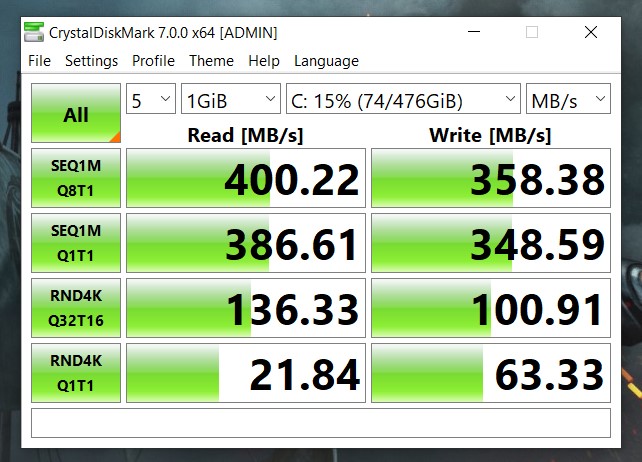 CrystalDiskMark 7.0.0 x64 [ADMIN]
File Settings Profile Theme Help Language
All 5 1GiB C: 15% (74/476GiB) MB/s
Read [MB/s] Write [MB/s]
SEQ1M
Q8T1
400.22 358.38
SEQ1M
Q1T1
386.61 348.59
RND4K
Q32T16
136.33 100.91
RND4K
Q1T1
21.84 63.33